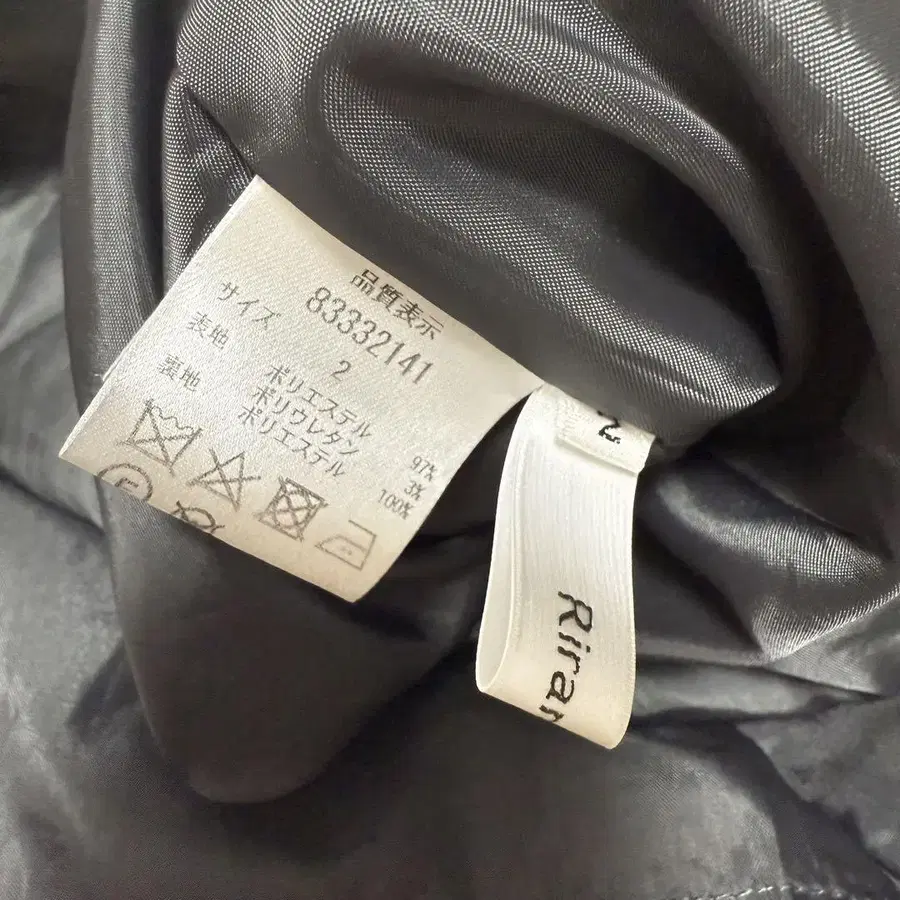 品質表示
83332141
サイズ 2
表地 ポリエステル 97%
ポリウレタン 3%
裏地 ポリエステル 100%
Riran